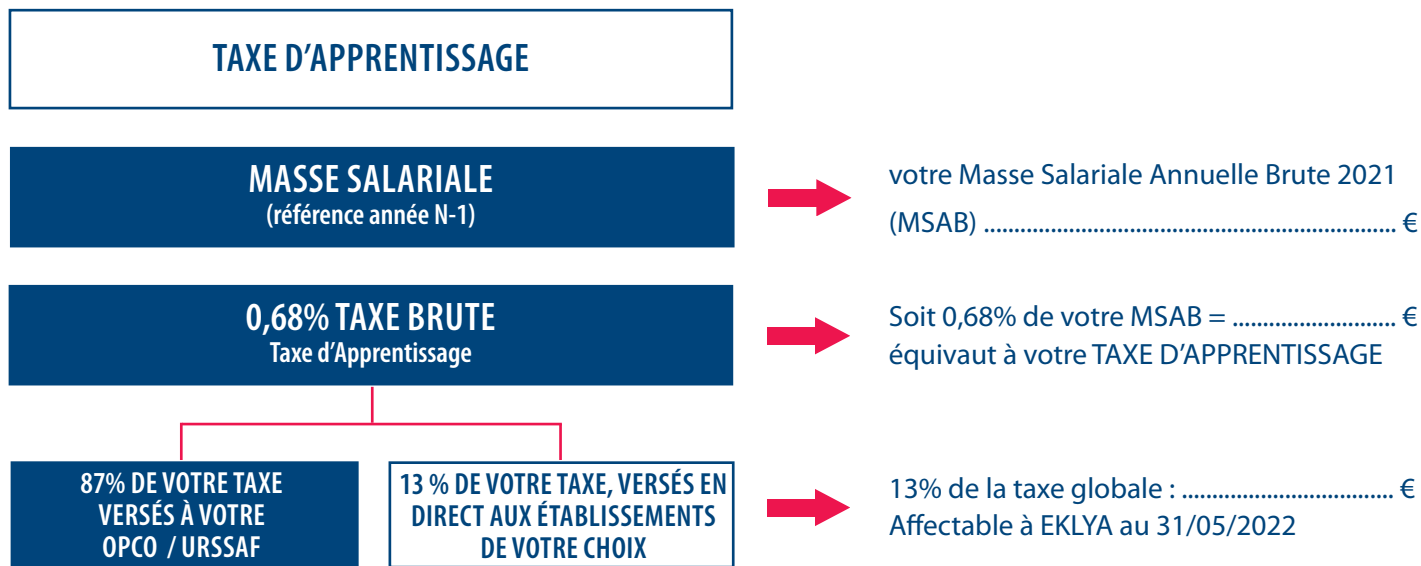 TAXE D'APPRENTISSAGE
MASSE SALARIALE
(référence année N-1)
votre Masse Salariale Annuelle Brute 2021
(MSAB) ..................................................................... €
0,68% TAXE BRUTE
Taxe d'Apprentissage
Soit 0,68% de votre MSAB = ........................... €
équivaut à votre TAXE D'APPRENTISSAGE
87% DE VOTRE TAXE
VERSÉS À VOTRE
OPCO / URSSAF
13 % DE VOTRE TAXE, VERSÉS EN
DIRECT AUX ÉTABLISSEMENTS
DE VOTRE CHOIX
13% de la taxe globale : ................................... €
Affectable à EKLYA au 31/05/2022